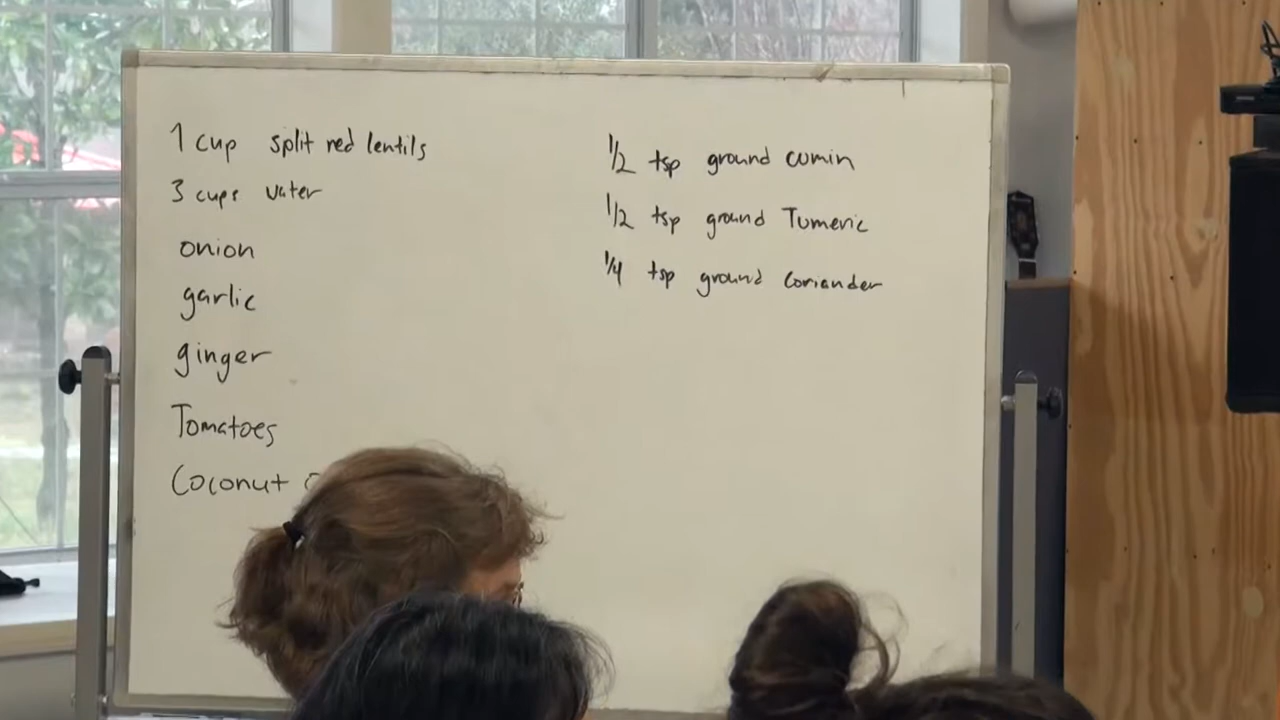 1 cup split red lentils
3 cups water
onion
garlic
ginger
Tomatoes
Coconut
1/2 tsp ground cumin
1/2 tsp ground Tumeric
1/4 tsp ground coriander